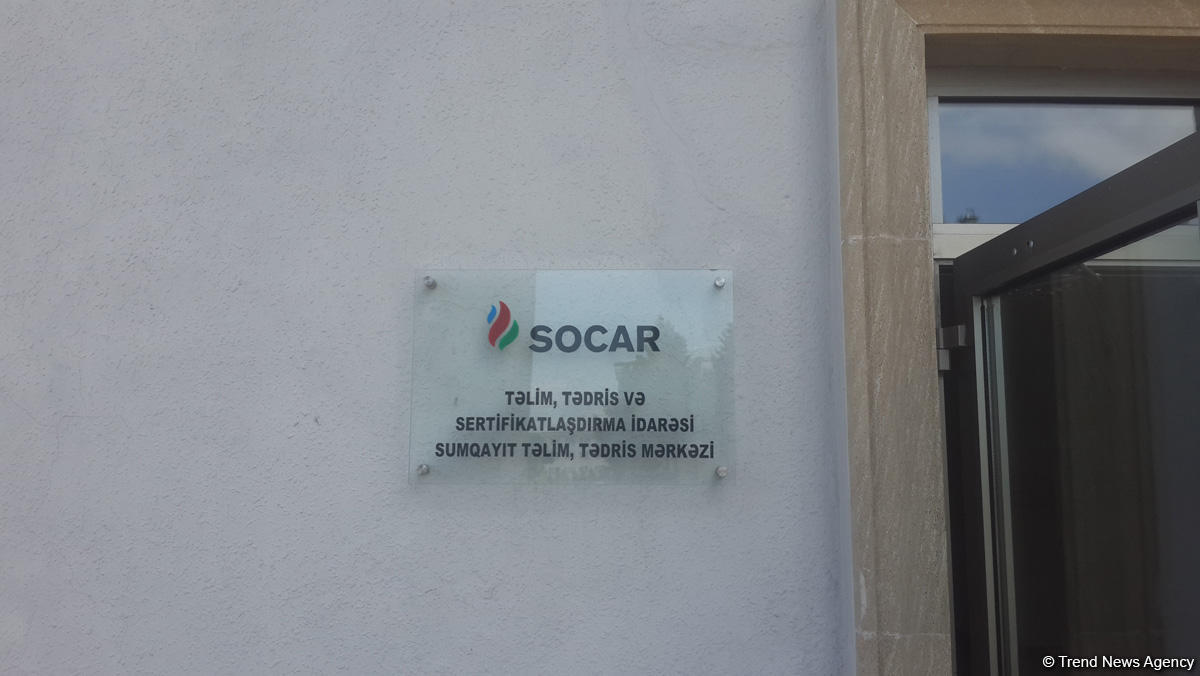 SOCAR
TƏLİM, TƏDRİS VƏ
SERTİFİKATLAŞDIRMA İDARƏSİ
SUMQAYIT TƏLİM, TƏDRİS MƏRKƏZİ
© Trend News Agency